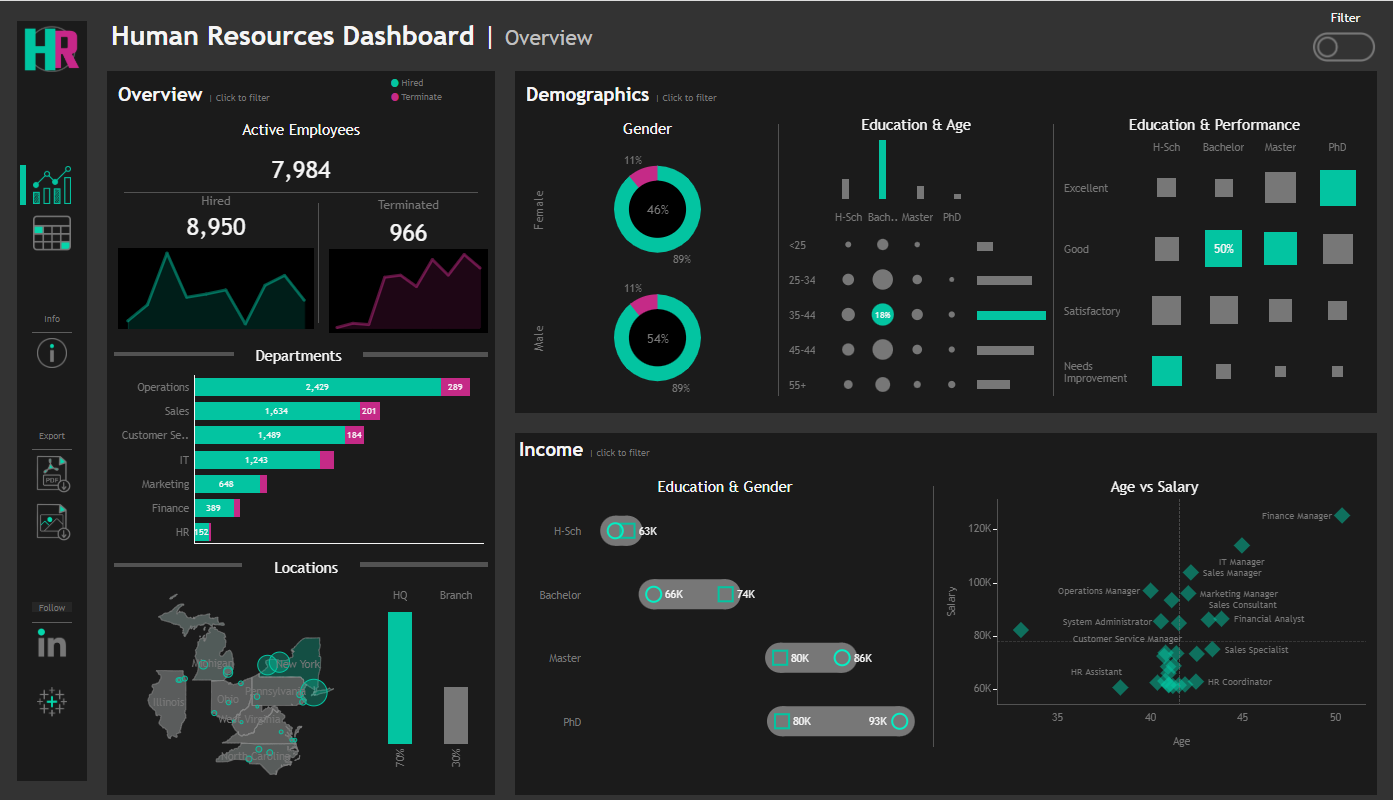 HR
Human Resources Dashboard | Overview
Filter
Overview | Click to filter
Hired
Terminate
Active Employees
7,984
Hired
8,950
Terminated
966
Departments
Operations 2,429 289
Sales 1,634 201
Customer Se.. 1,489 184
IT 1,243
Marketing 648
Finance 389
HR 152
Locations
HQ Branch
Michigan
New York
Illinois
Ohio
Pennsylvania
West Virginia
North Carolina
70% 30%
Info
Export
PDF
Follow
in
Demographics | Click to filter
Gender
Female
11%
46%
89%
Male
11%
54%
89%
Education & Age
H-Sch Bach.. Master PhD
<25
25-34
35-44 18%
45-44
55+
Education & Performance
H-Sch Bachelor Master PhD
Excellent
Good 50%
Satisfactory
Needs
Improvement
Income | click to filter
Education & Gender
H-Sch 63K
Bachelor 66K 74K
Master 80K 86K
PhD 80K 93K
Age vs Salary
Salary
120K
100K
80K
60K
Finance Manager
IT Manager
Sales Manager
Operations Manager
Marketing Manager
Sales Consultant
System Administrator
Financial Analyst
Customer Service Manager
Sales Specialist
HR Assistant
HR Coordinator
35 40 45 50
Age